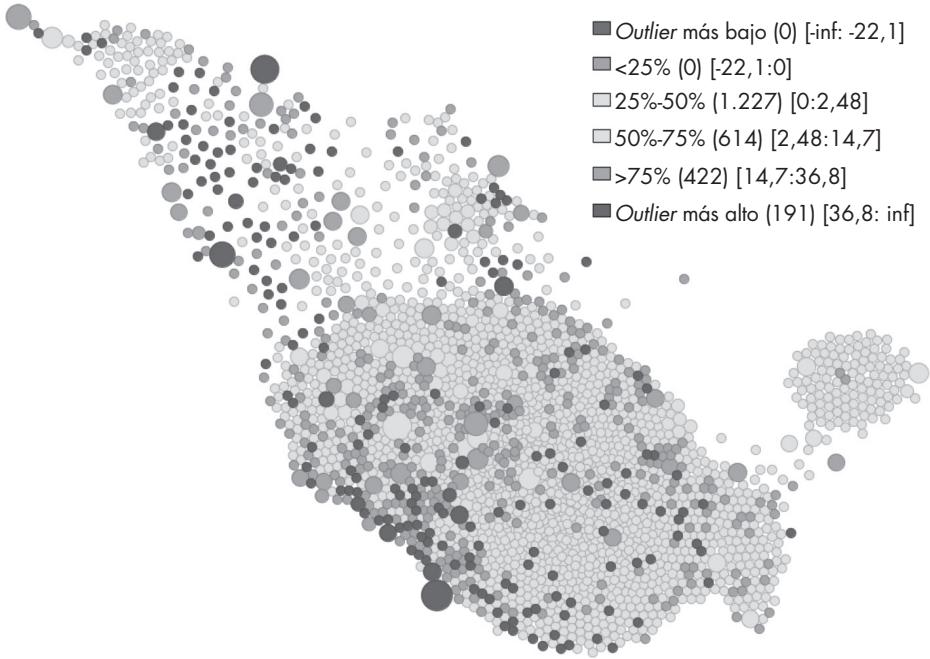 Outlier más bajo (0) [-inf: -22,1]
<25% (0) [-22,1:0]
25%-50% (1.227) [0:2,48]
50%-75% (614) [2,48:14,7]
>75% (422) [14,7:36,8]
Outlier más alto (191) [36,8: inf]